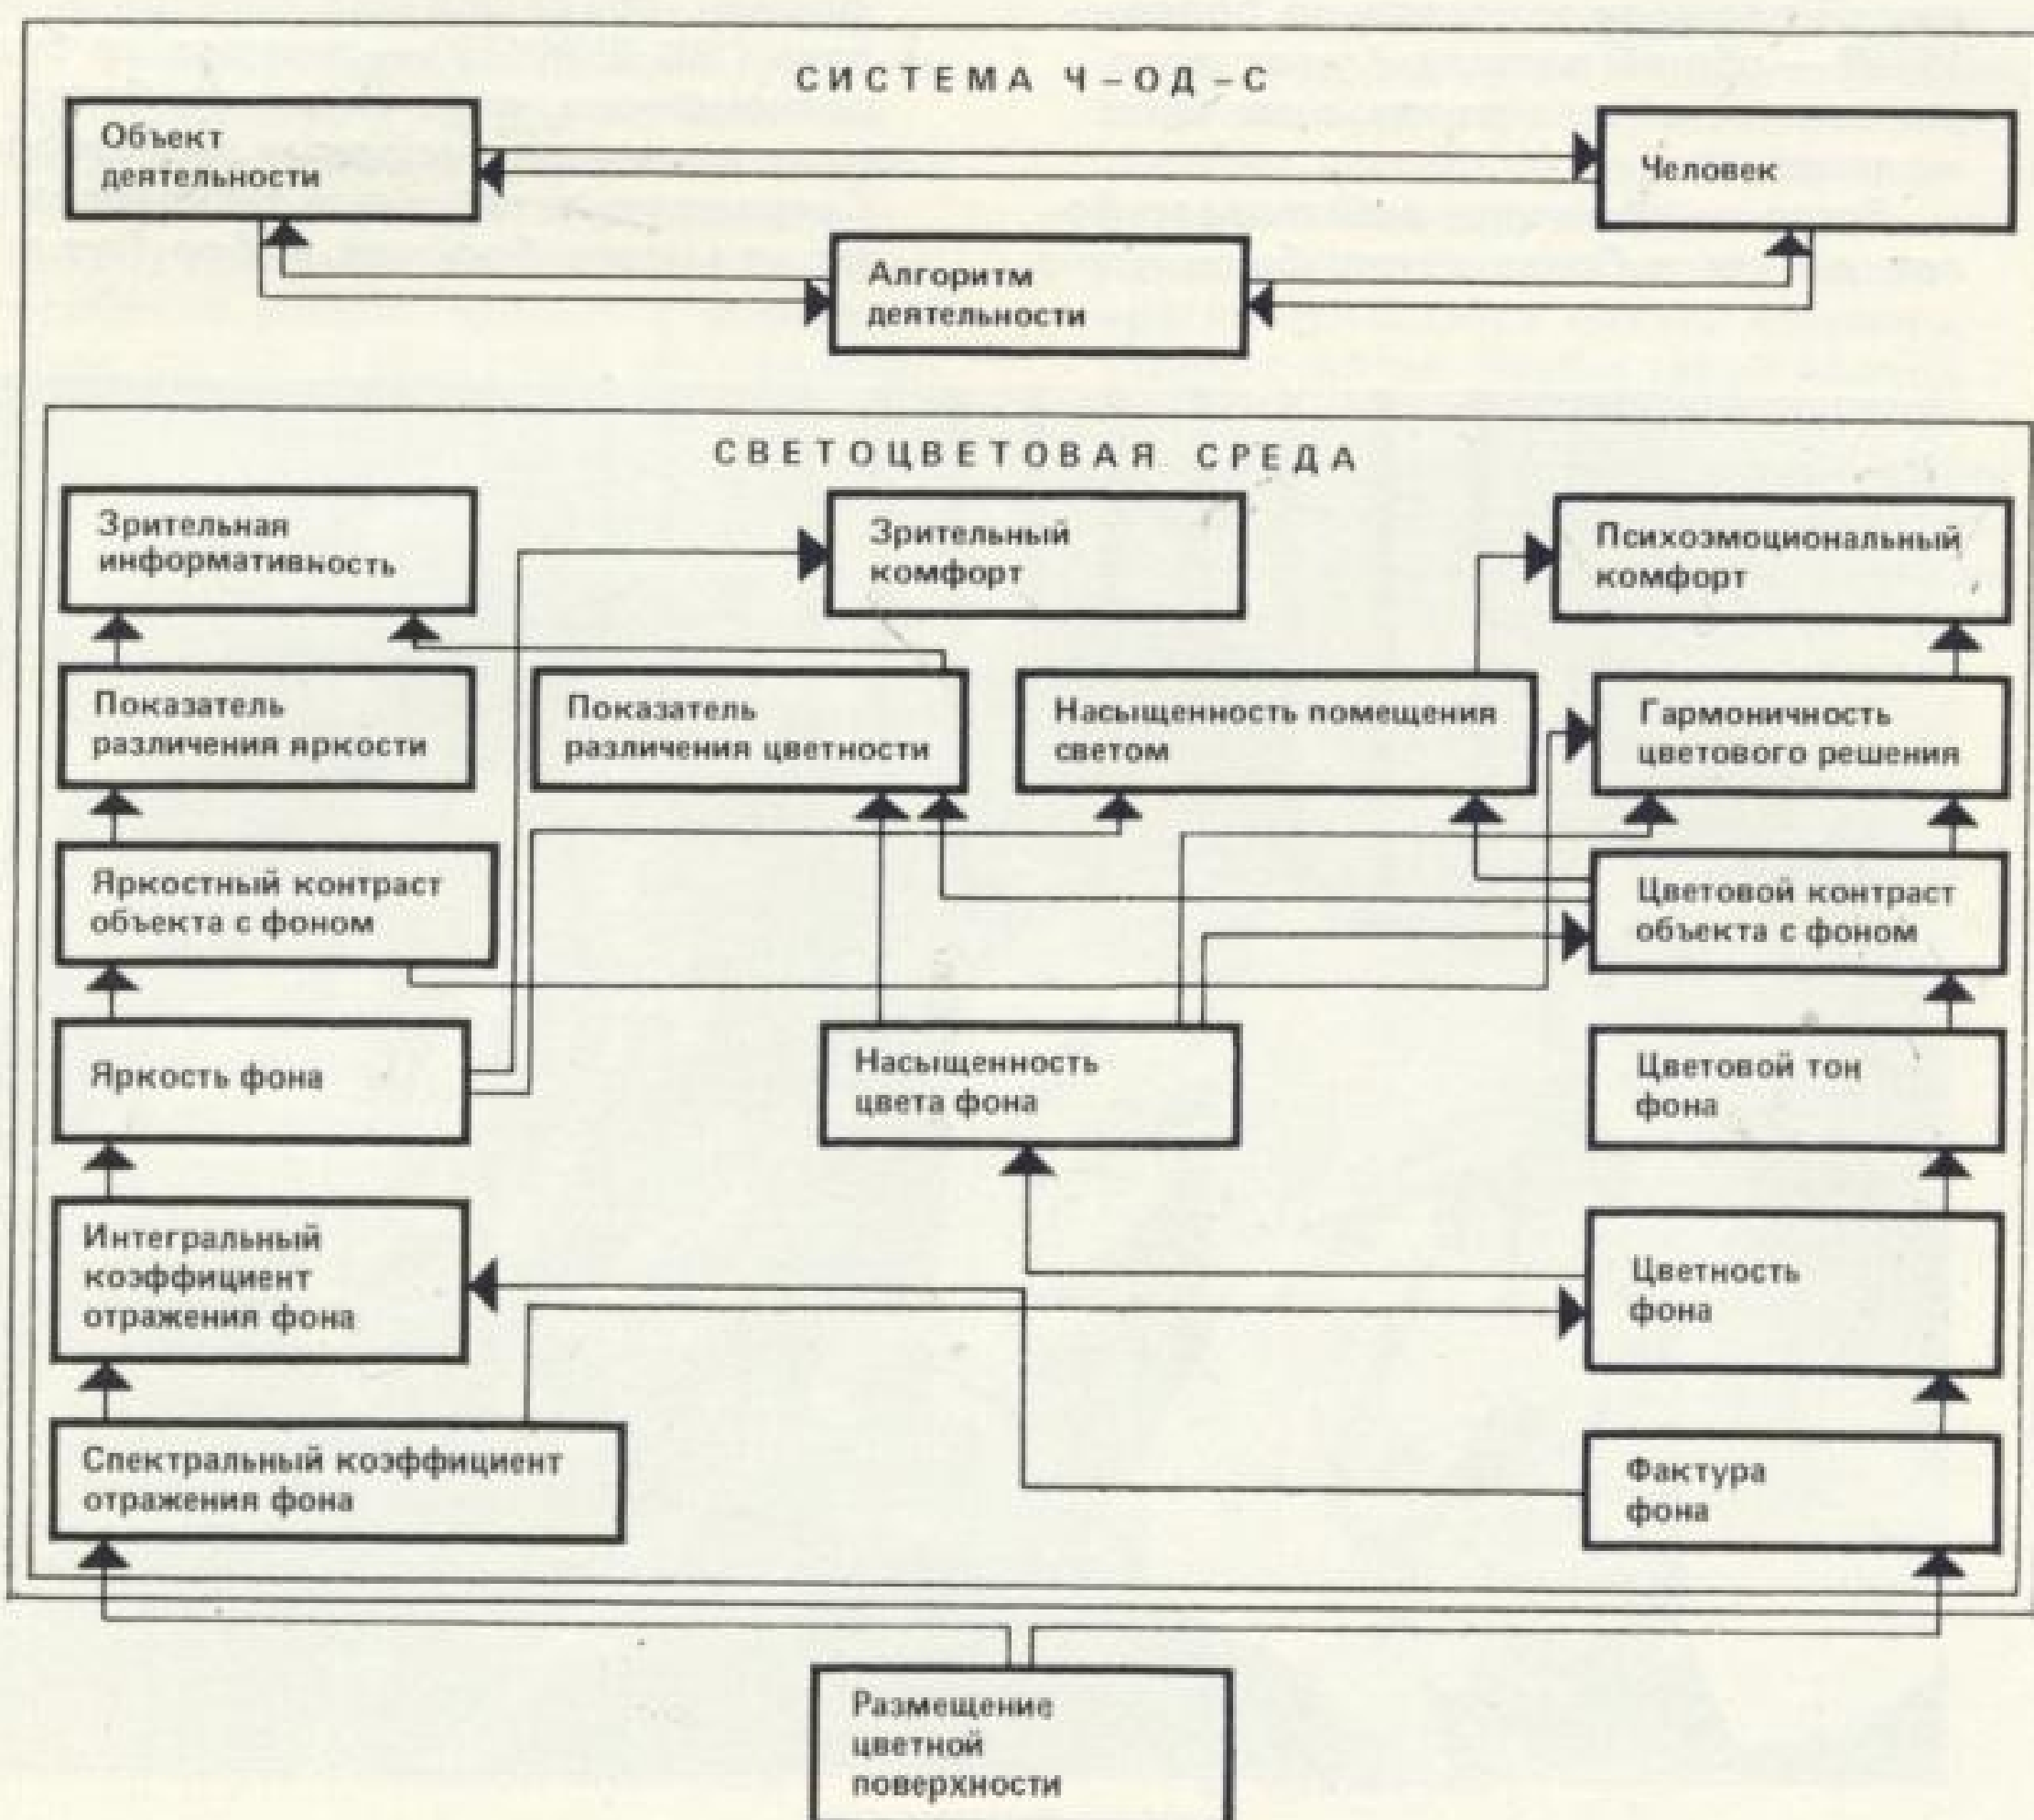 СИСТЕМА Ч-ОД-С
Объект
деятельности
Человек
Алгоритм
деятельности
СВЕТОЦВЕТОВАЯ СРЕДА
Зрительная
информативность
Зрительный
комфорт
Психоэмоциональный
комфорт
Показатель
различения яркости
Показатель
различения цветности
Насыщенность помещения
светом
Гармоничность
цветового решения
Яркостный контраст
объекта с фоном
Цветовой контраст
объекта с фоном
Яркость фона
Насыщенность
цвета фона
Цветовой тон
фона
Интегральный
коэффициент
отражения фона
Цветность
фона
Спектральный коэффициент
отражения фона
Фактура
фона
Размещение
цветной
поверхности